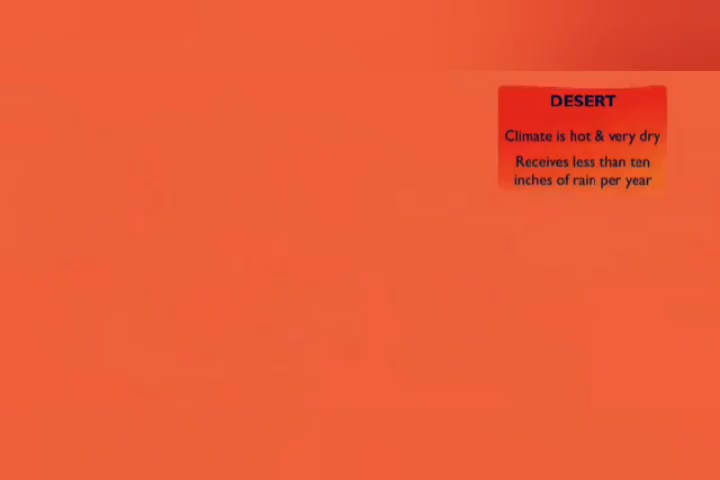 DESERT
Climate is hot & very dry
Receives less than ten
inches of rain per year